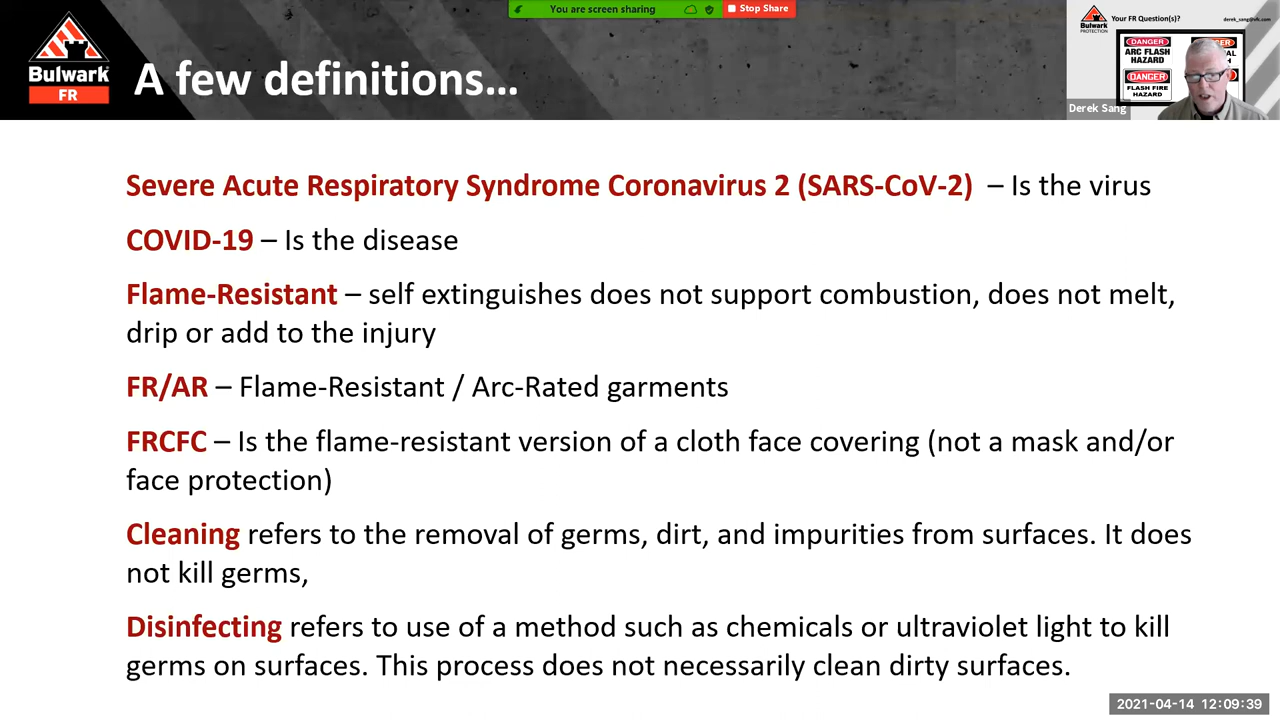 You are screen sharing
Stop Share
Bulwark
FR
A few definitions...
Bulwark
PROTECTION
Your FR Question(s)?
derek_sang@vfc.com
DANGER
ARC FLASH
HAZARD
DANGER
FLASH FIRE
HAZARD
Derek Sang
Severe Acute Respiratory Syndrome Coronavirus 2 (SARS-CoV-2) – Is the virus
COVID-19 – Is the disease
Flame-Resistant – self extinguishes does not support combustion, does not melt,
drip or add to the injury
FR/AR – Flame-Resistant / Arc-Rated garments
FRCFC – Is the flame-resistant version of a cloth face covering (not a mask and/or
face protection)
Cleaning refers to the removal of germs, dirt, and impurities from surfaces. It does
not kill germs,
Disinfecting refers to use of a method such as chemicals or ultraviolet light to kill
germs on surfaces. This process does not necessarily clean dirty surfaces.
2021-04-14 12:09:39